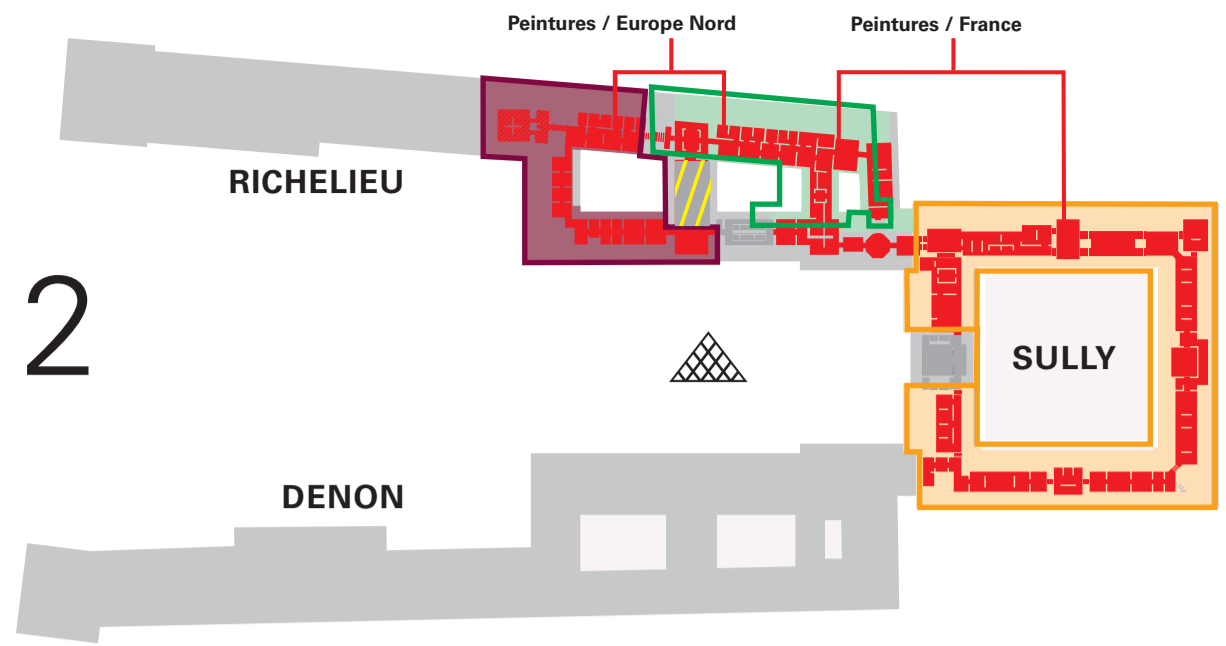 Peintures / Europe Nord
Peintures / France
RICHELIEU
2
SULLY
DENON